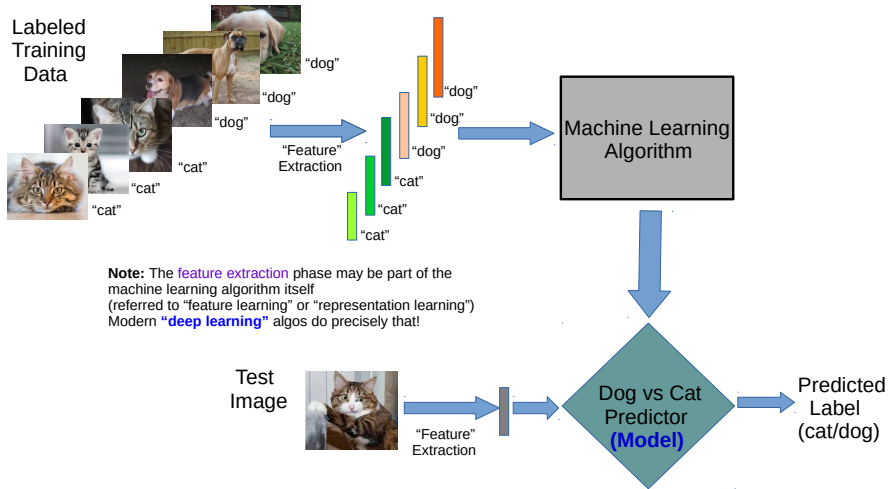 Labeled
Training
Data
“dog”
“dog”
“dog”
“cat”
“cat”
“cat”
“Feature”
Extraction
“dog”
“dog”
“dog”
“cat”
“cat”
“cat”
Machine Learning
Algorithm
Note: The feature extraction phase may be part of the
machine learning algorithm itself
(referred to “feature learning” or “representation learning”)
Modern “deep learning” algos do precisely that!
Test
Image
“Feature”
Extraction
Dog vs Cat
Predictor
(Model)
Predicted
Label
(cat/dog)